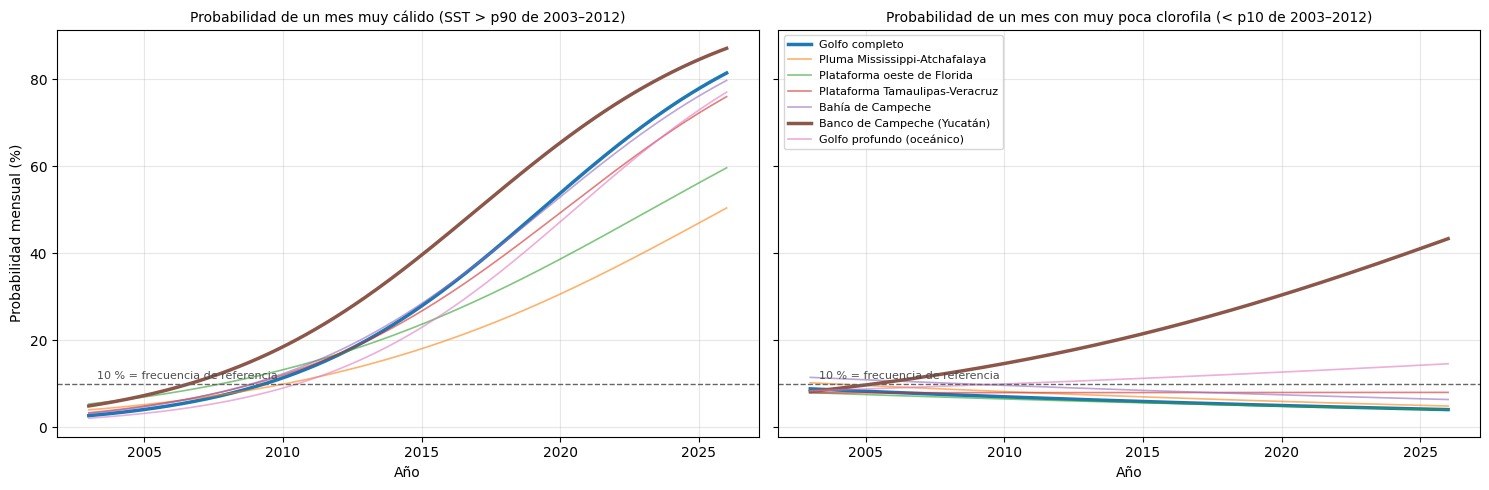 Probabilidad de un mes muy cálido (SST > p90 de 2003–2012)
Probabilidad mensual (%)
80
60
40
20
0
10 % = frecuencia de referencia
2005
2010
2015
2020
2025
Año
Probabilidad de un mes con muy poca clorofila (< p10 de 2003–2012)
Golfo completo
Pluma Mississippi-Atchafalaya
Plataforma oeste de Florida
Plataforma Tamaulipas-Veracruz
Bahía de Campeche
Banco de Campeche (Yucatán)
Golfo profundo (oceánico)
10 % = frecuencia de referencia
2005
2010
2015
2020
2025
Año